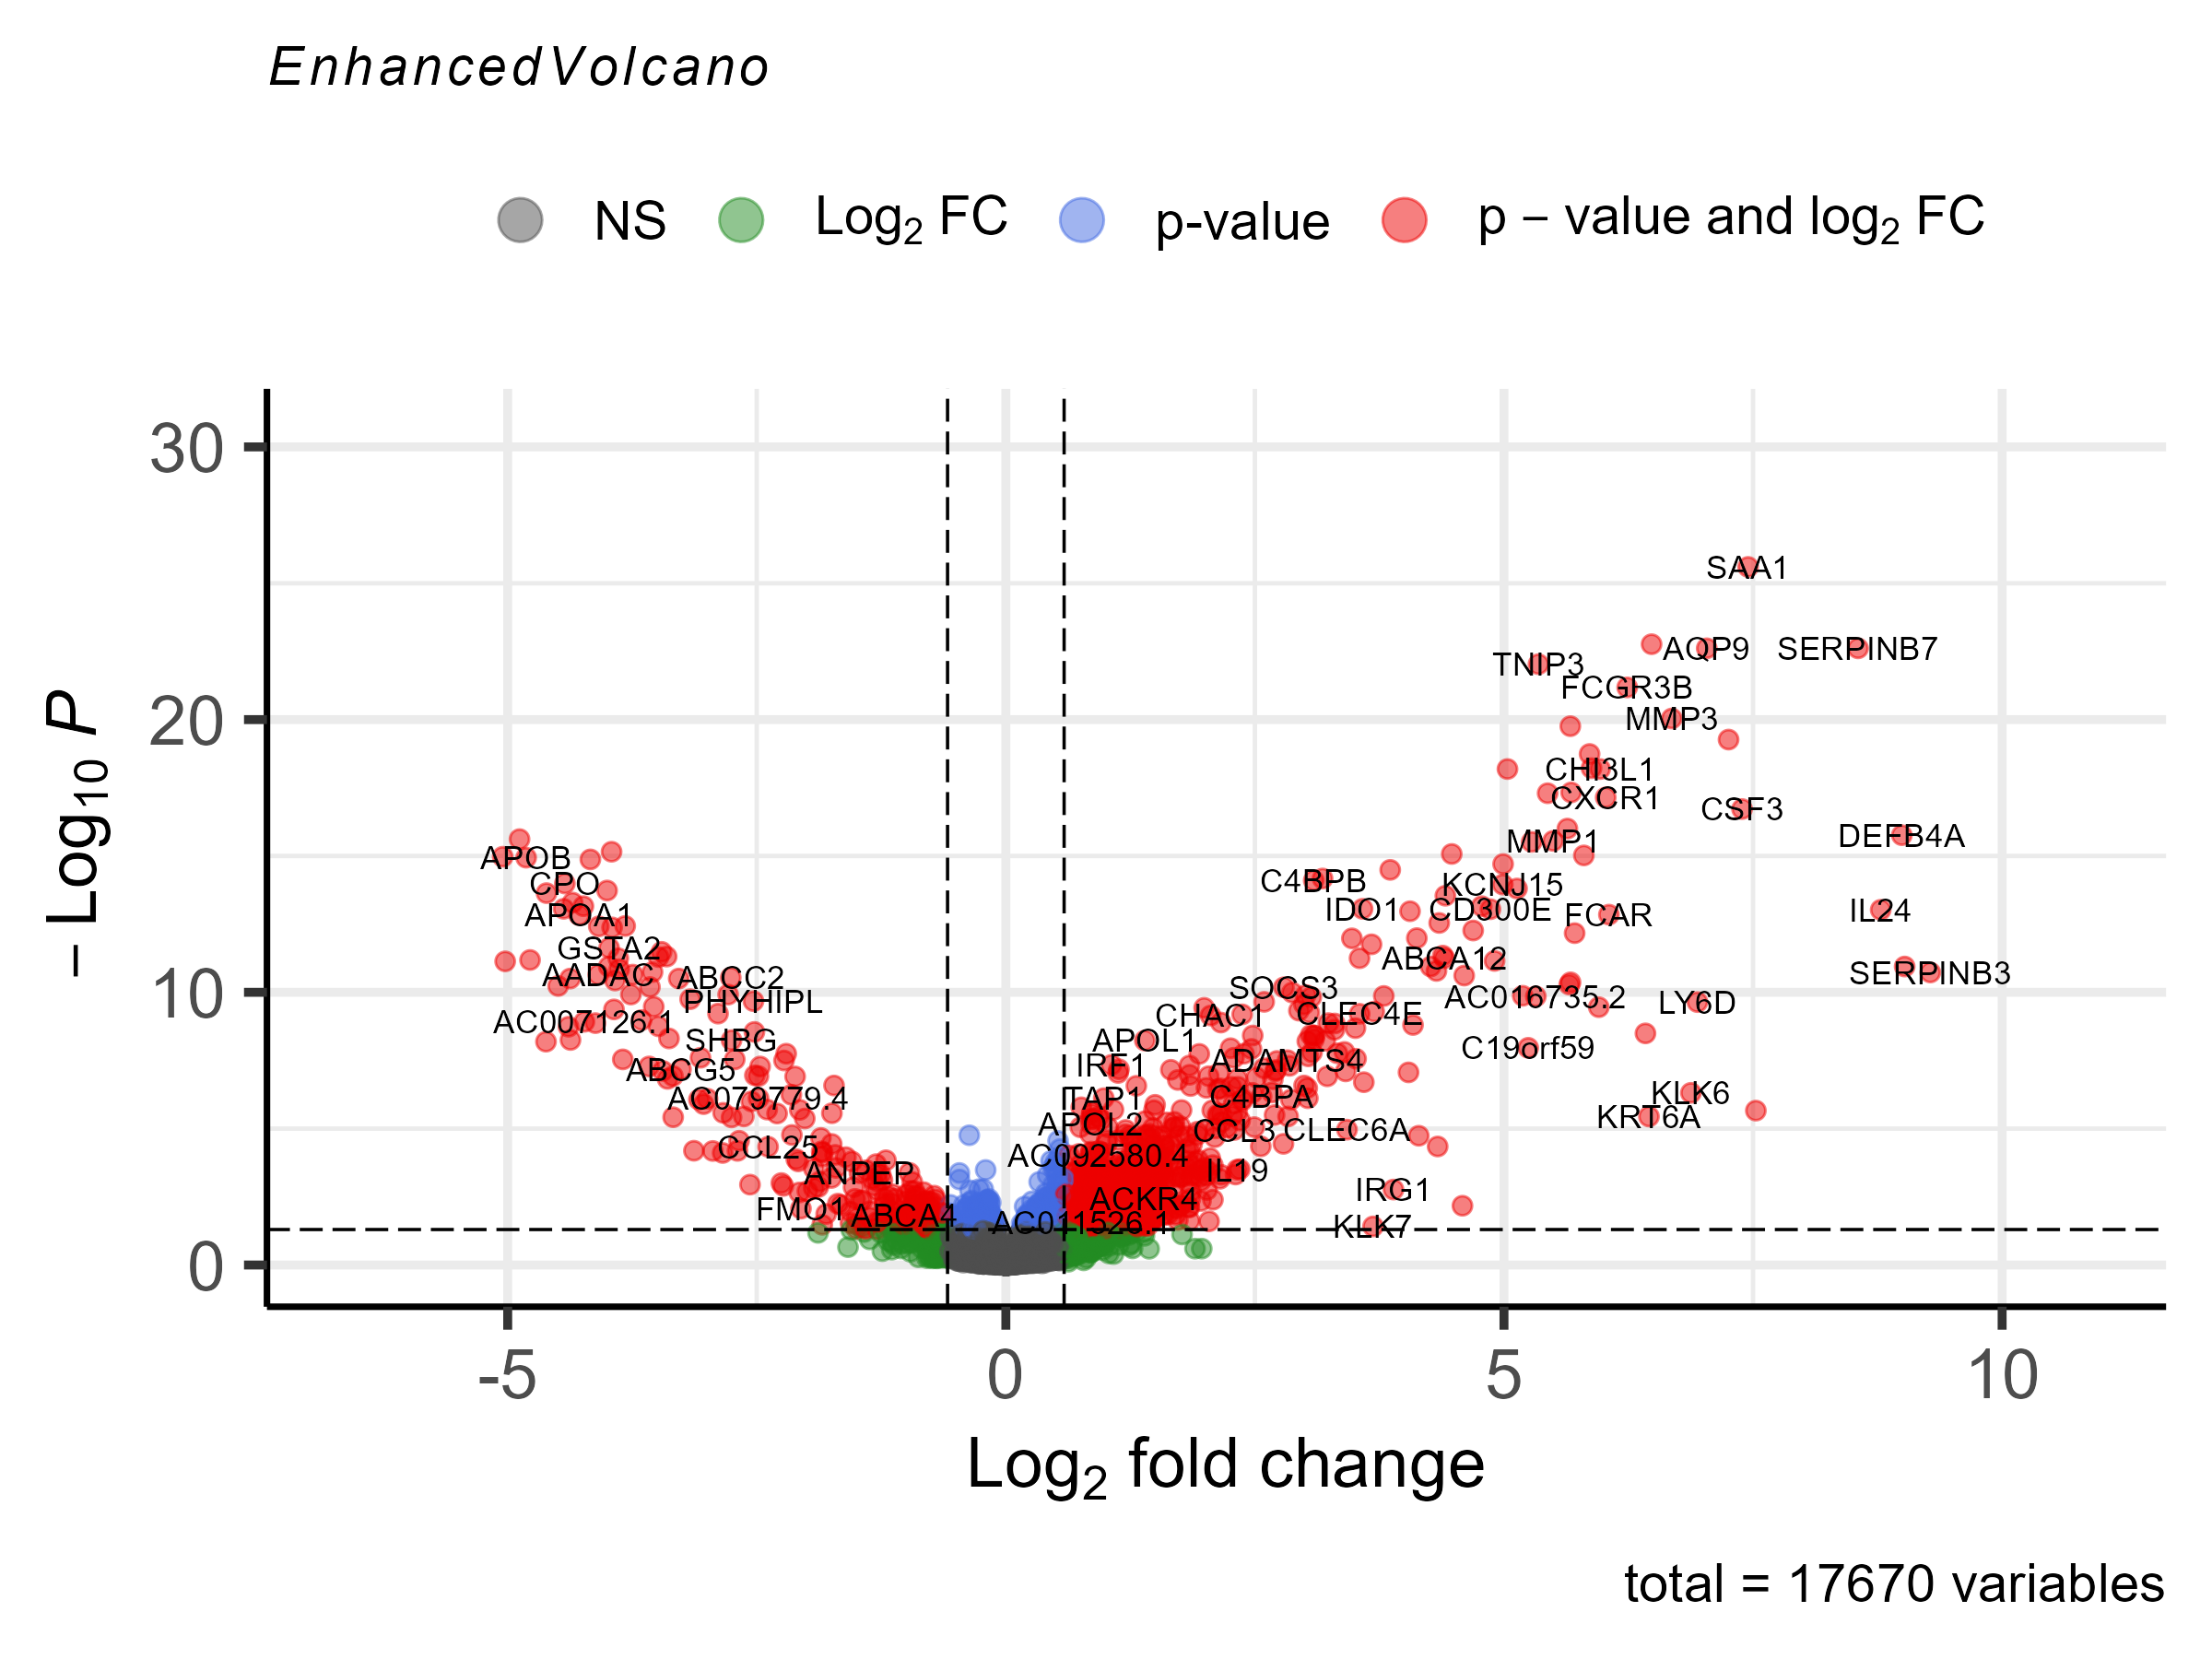 EnhancedVolcano
NS Log2 FC p-value p − value and log2 FC
30
20
10
0
− Log10 P
SAA1
AQP9 SERPINB7
TNIP3
FCGR3B
MMP3
CHI3L1
CXCR1
CSF3
MMP1 DEFB4A
APOB
C4BPB
CPO KCNJ15
IDO1 CD300E IL24
APOA1 FCAR
GSTA2
ABCA12
AADAC ABCC2 SERPINB3
SOCS3
PHYHIPL AC016735.2 LY6D
CHAC1 CLEC4E
AC007126.1
SHBG APOL1 C19orf59
IRF1 ADAMTS4
ABCG5
AC079779.4 TAP1 C4BPA KLK6
APOL2 KRT6A
CCL3 CLEC6A
CCL25 AC092580.4
ANPEP IL19
ACKR4 IRG1
FMO1
ABCA4 AC011526.1 KLK7
-5 0 5 10
Log2 fold change
total = 17670 variables